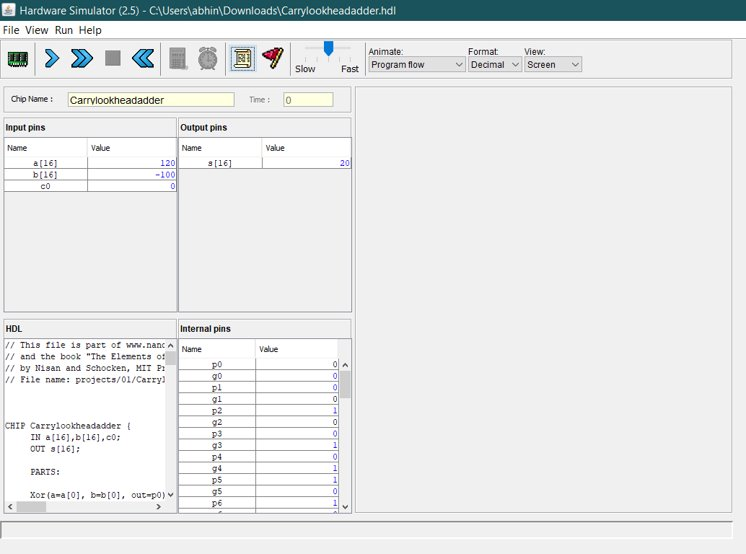 Hardware Simulator (2.5) - C:\Users\abhin\Downloads\Carrylookheadadder.hdl
File View Run Help
Slow Fast
Animate: Format: View:
Program flow Decimal Screen
Chip Name : Carrylookheadadder Time : 0
Input pins
Name Value
a[16] 120
b[16] -100
c0 0
Output pins
Name Value
s[16] 20
HDL
// This file is part of www.nand
// and the book "The Elements of
// by Nisan and Schocken, MIT Pr
// File name: projects/01/Carryl
CHIP Carrylookheadadder {
IN a[16],b[16],c0;
OUT s[16];
PARTS:
Xor(a=a[0], b=b[0], out=p0)
Internal pins
Name Value
p0 0
g0 0
p1 0
g1 0
p2 1
g2 0
p3 0
g3 1
p4 0
g4 1
p5 1
g5 0
p6 1